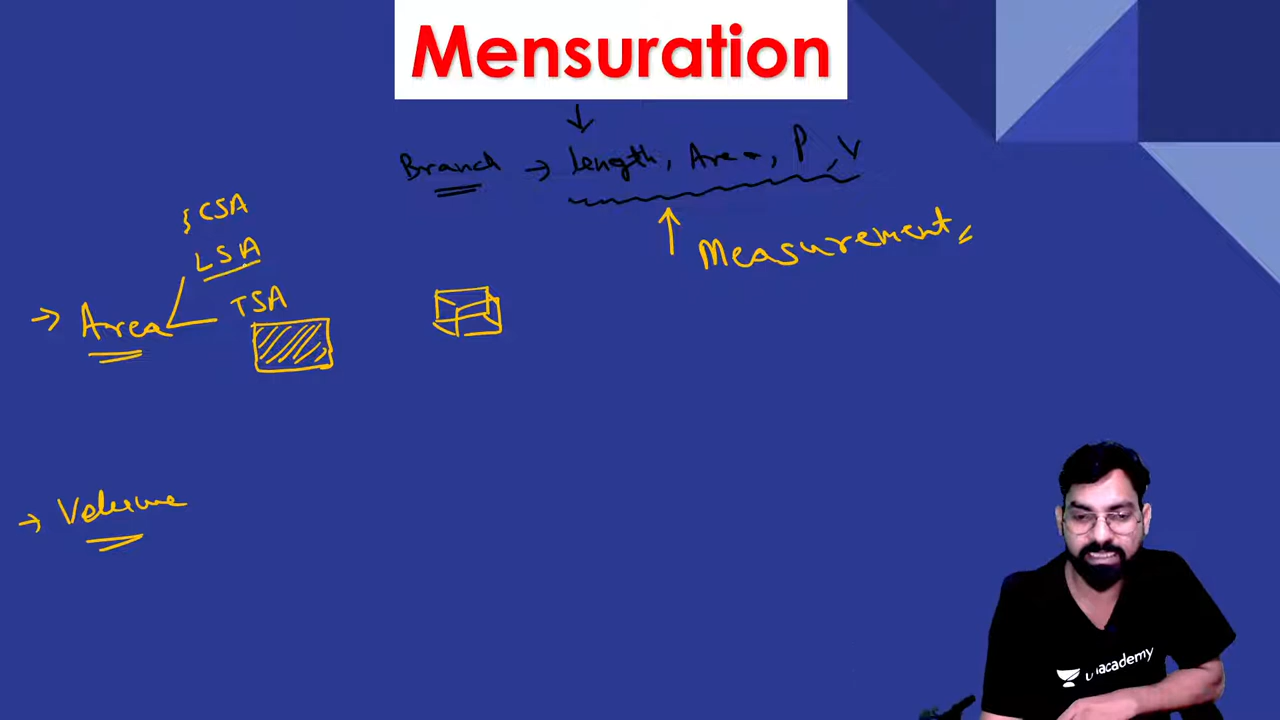 Mensuration
Branch → length, Area, P, V
Measurement
CSA
LSA
→ Area
TSA
→ Volume
unacademy